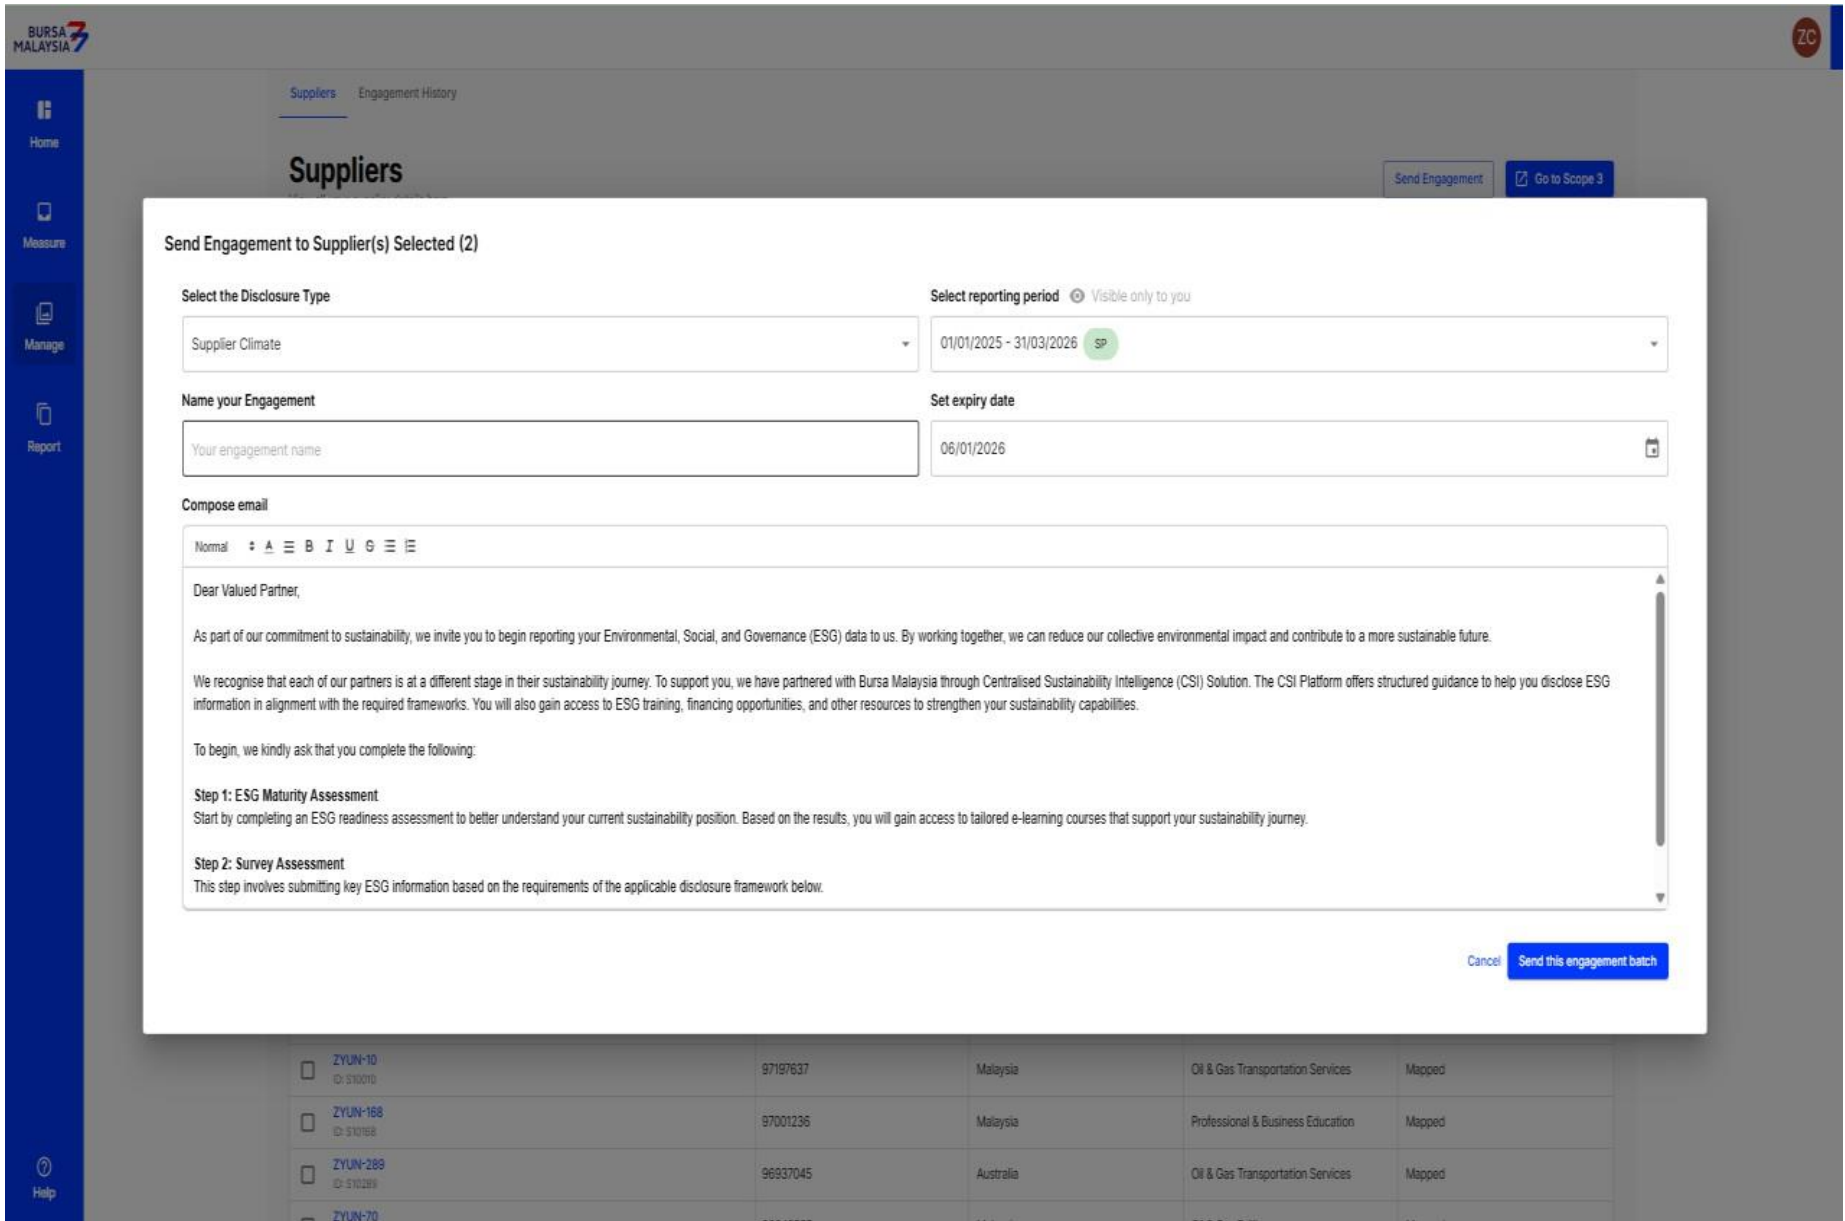 BURSA
MALAYSIA
ZC
Home
Measure
Manage
Report
Help
Suppliers Engagement History
Suppliers
Send Engagement Go to Scope 3
Send Engagement to Supplier(s) Selected (2)
Select the Disclosure Type
Supplier Climate
Select reporting period Visible only to you
01/01/2025 - 31/03/2026 SP
Name your Engagement
Your engagement name
Set expiry date
06/01/2026
Compose email
Normal A B I U S
Dear Valued Partner,
As part of our commitment to sustainability, we invite you to begin reporting your Environmental, Social, and Governance (ESG) data to us. By working together, we can reduce our collective environmental impact and contribute to a more sustainable future.
We recognise that each of our partners is at a different stage in their sustainability journey. To support you, we have partnered with Bursa Malaysia through Centralised Sustainability Intelligence (CSI) Solution. The CSI Platform offers structured guidance to help you disclose ESG
information in alignment with the required frameworks. You will also gain access to ESG training, financing opportunities, and other resources to strengthen your sustainability capabilities.
To begin, we kindly ask that you complete the following:
Step 1: ESG Maturity Assessment
Start by completing an ESG readiness assessment to better understand your current sustainability position. Based on the results, you will gain access to tailored e-learning courses that support your sustainability journey.
Step 2: Survey Assessment
This step involves submitting key ESG information based on the requirements of the applicable disclosure framework below.
Cancel Send this engagement batch
ZYUN-10 97197637 Malaysia Oil & Gas Transportation Services Mapped
ID: S10010
ZYUN-168 97001236 Malaysia Professional & Business Education Mapped
ID: S10168
ZYUN-289 96937045 Australia Oil & Gas Transportation Services Mapped
ID: S10289
ZYUN-70